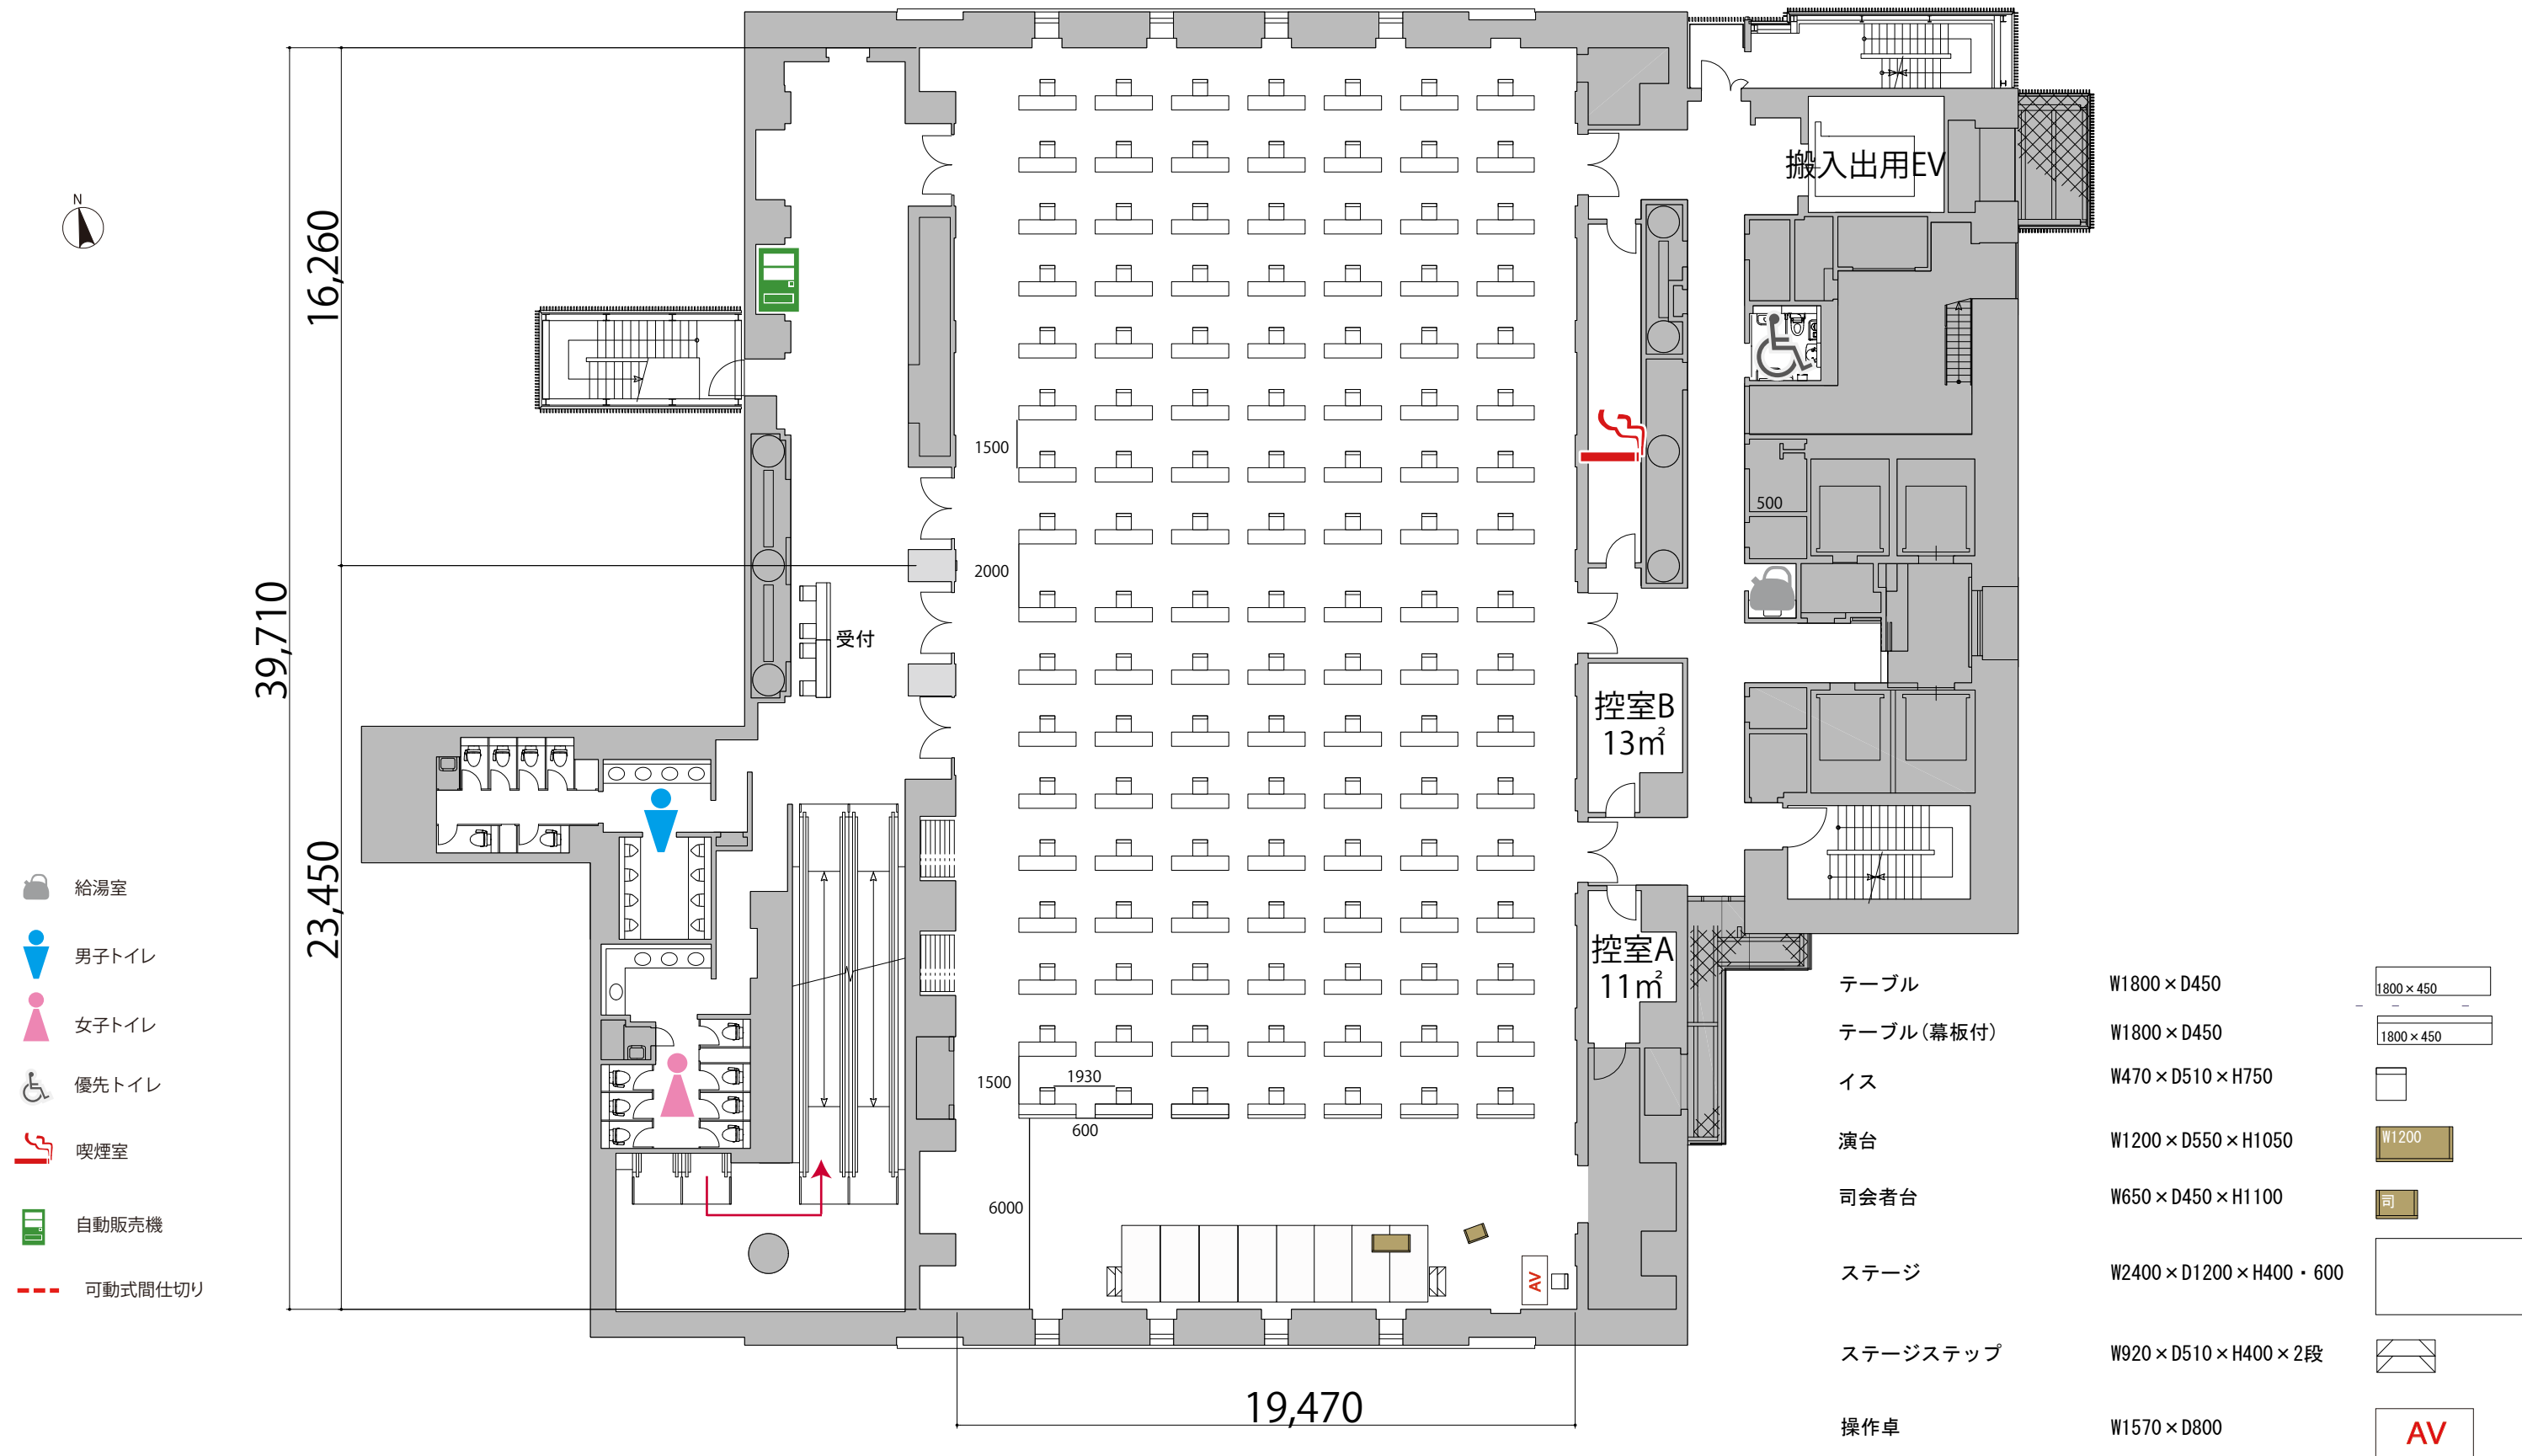 N
16,260
39,710
23,450
搬入出用EV
1500
500
2000
受付
控室B
13㎡
控室A
11㎡
1500
1930
600
6000
AV
19,470
給湯室
男子トイレ
女子トイレ
優先トイレ
喫煙室
自動販売機
可動式間仕切り
テーブル W1800×D450 1800×450
テーブル(幕板付) W1800×D450 1800×450
イス W470×D510×H750
演台 W1200×D550×H1050 W1200
司会者台 W650×D450×H1100 司
ステージ W2400×D1200×H400・600
ステージステップ W920×D510×H400×2段
操作卓 W1570×D800 AV